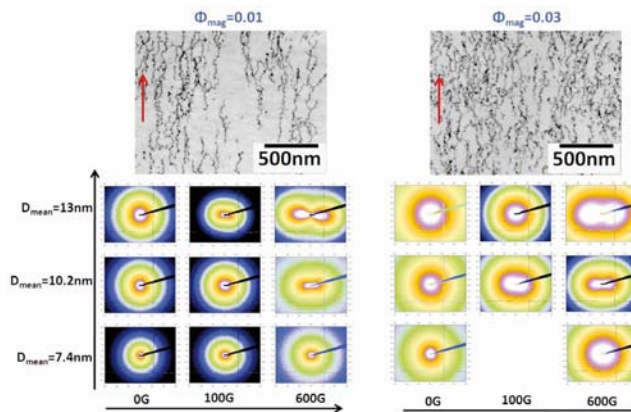 Φmag=0.01 Φmag=0.03
500nm 500nm
Dmean=13nm
Dmean=10.2nm
Dmean=7.4nm
0G 100G 600G 0G 100G 600G